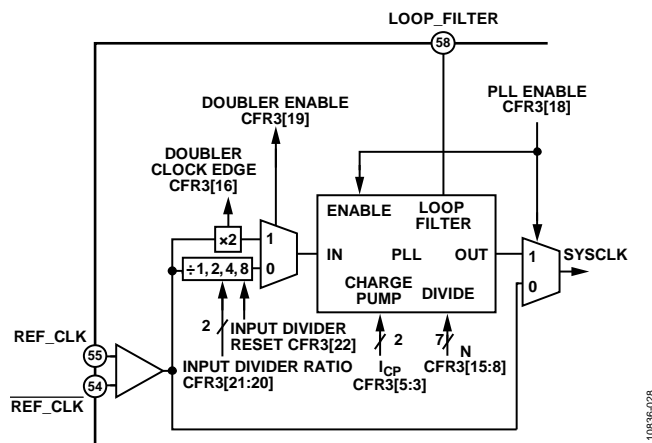 LOOP_FILTER
58
DOUBLER ENABLE
CFR3[19]
PLL ENABLE
CFR3[18]
DOUBLER
CLOCK EDGE
CFR3[16]
ENABLE
LOOP
FILTER
×2
1
IN
PLL
OUT
1
SYSCLK
÷1, 2, 4, 8
0
0
CHARGE
PUMP
DIVIDE
2
INPUT DIVIDER
RESET CFR3[22]
2
7
N
CFR3[15:8]
REF_CLK
55
INPUT DIVIDER RATIO
CFR3[21:20]
ICP
CFR3[5:3]
54
REF_CLK
10836-028